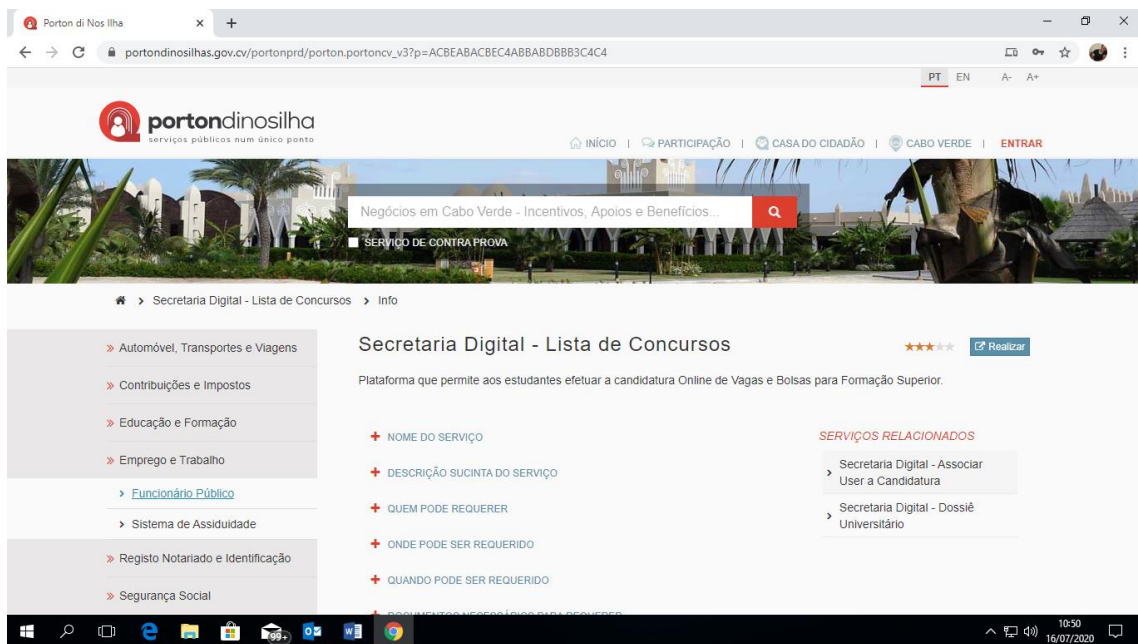 Porton di Nos Ilha
portondinosilhas.gov.cv/portonprd/porton.portoncv_v3?p=ACBEABACBEC4ABBABDBBB3C4C4
PT EN A- A+
portondinosilha
serviços públicos num único ponto
INÍCIO | PARTICIPAÇÃO | CASA DO CIDADÃO | CABO VERDE | ENTRAR
Negócios em Cabo Verde - Incentivos, Apoios e Benefícios...
SERVIÇO DE CONTRA PROVA
Secretaria Digital - Lista de Concursos > Info
Automóvel, Transportes e Viagens
Contribuições e Impostos
Educação e Formação
Emprego e Trabalho
Funcionário Público
Sistema de Assiduidade
Registo Notariado e Identificação
Segurança Social
Secretaria Digital - Lista de Concursos
Realizar
Plataforma que permite aos estudantes efetuar a candidatura Online de Vagas e Bolsas para Formação Superior.
NOME DO SERVIÇO
DESCRIÇÃO SUCINTA DO SERVIÇO
QUEM PODE REQUERER
ONDE PODE SER REQUERIDO
QUANDO PODE SER REQUERIDO
DOCUMENTOS NECESSÁRIOS PARA REQUERER
SERVIÇOS RELACIONADOS
Secretaria Digital - Associar
User a Candidatura
Secretaria Digital - Dossiê
Universitário
99+
10:50
16/07/2020